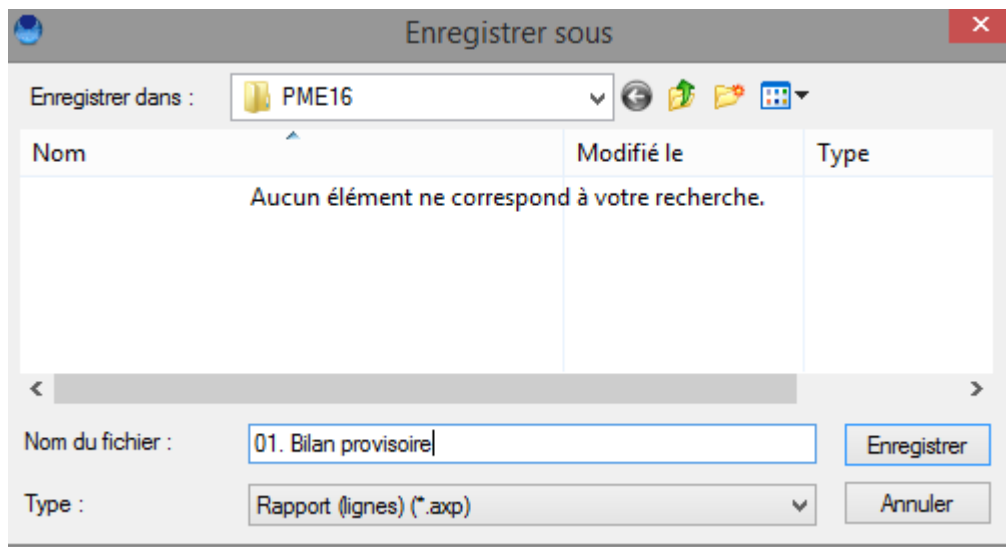 Enregistrer sous
Enregistrer dans : PME16
Nom Modifié le Type
Aucun élément ne correspond à votre recherche.
Nom du fichier : 01. Bilan provisoire Enregistrer
Type : Rapport (lignes) (*.axp) Annuler